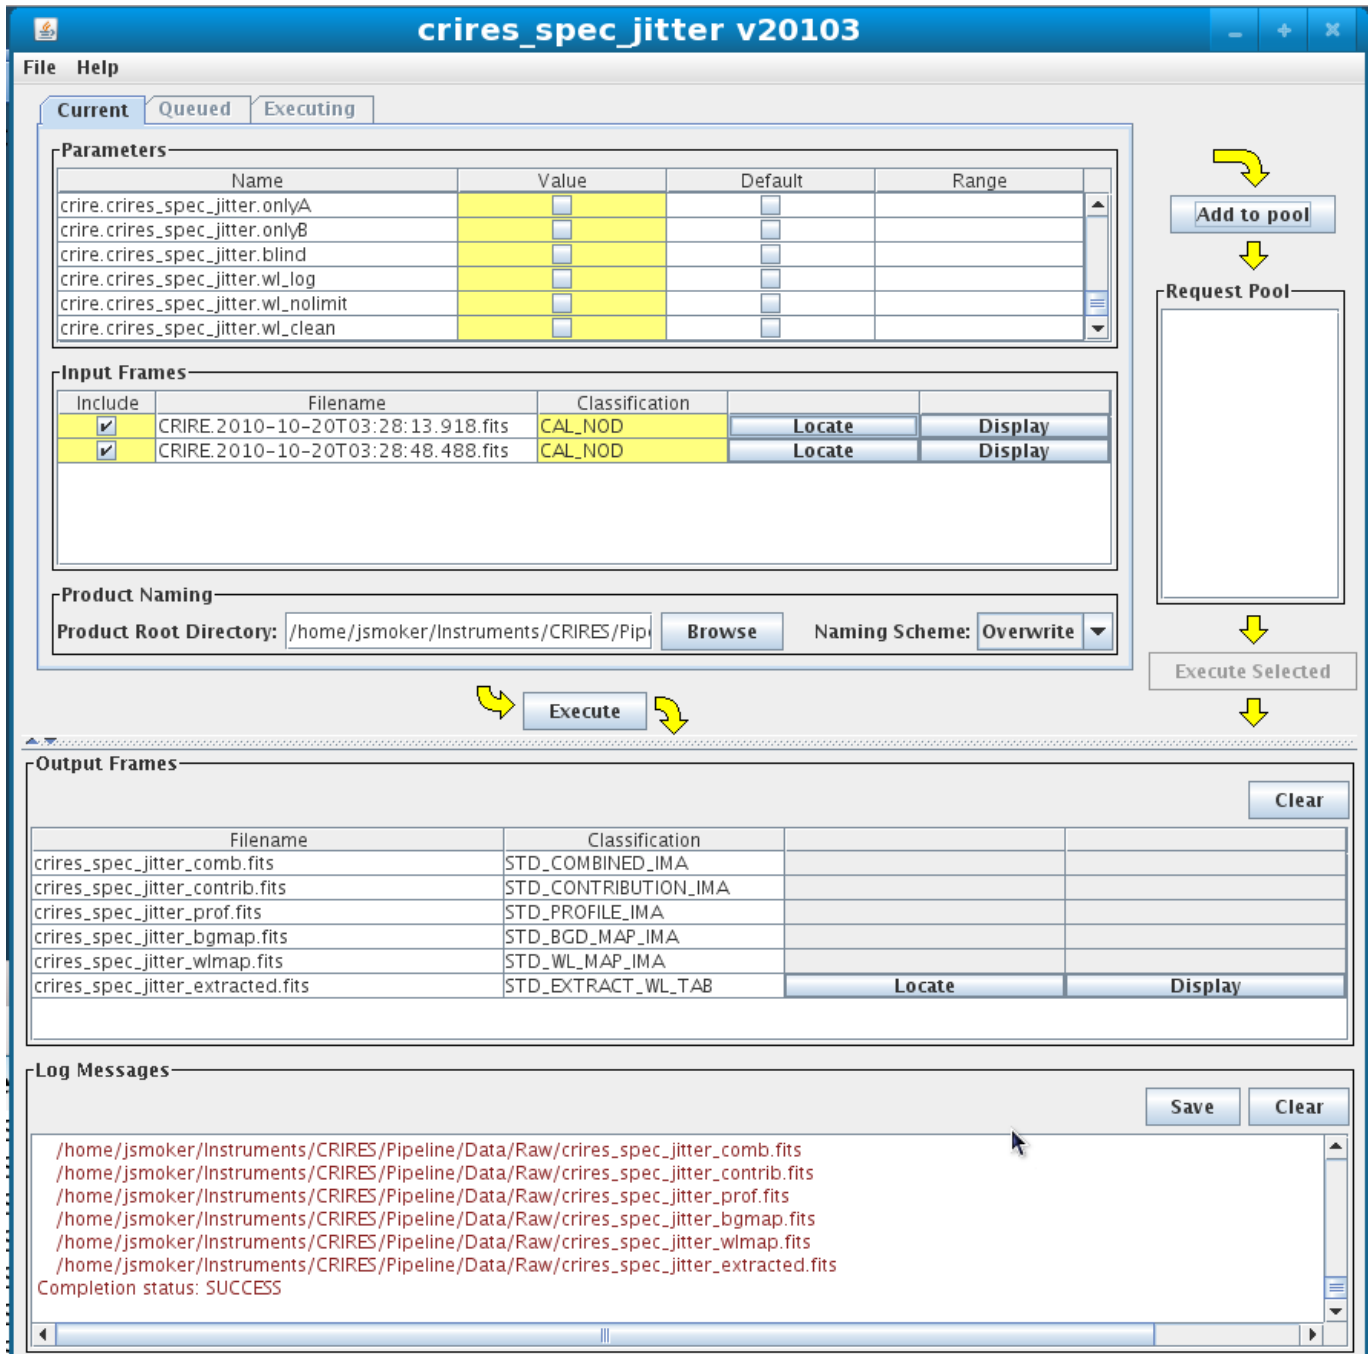 crires_spec_jitter v20103
File Help
Current Queued Executing
Parameters
Name Value Default Range
crire.crires_spec_jitter.onlyA
crire.crires_spec_jitter.onlyB
crire.crires_spec_jitter.blind
crire.crires_spec_jitter.wl_log
crire.crires_spec_jitter.wl_nolimit
crire.crires_spec_jitter.wl_clean
Add to pool
Request Pool
Input Frames
Include Filename Classification
CRIRE.2010-10-20T03:28:13.918.fits CAL_NOD Locate Display
CRIRE.2010-10-20T03:28:48.488.fits CAL_NOD Locate Display
Product Naming
Product Root Directory: /home/jsmoker/Instruments/CRIRES/Pip Browse Naming Scheme: Overwrite
Execute Selected
Execute
Output Frames
Clear
Filename Classification
crires_spec_jitter_comb.fits STD_COMBINED_IMA
crires_spec_jitter_contrib.fits STD_CONTRIBUTION_IMA
crires_spec_jitter_prof.fits STD_PROFILE_IMA
crires_spec_jitter_bgmap.fits STD_BGD_MAP_IMA
crires_spec_jitter_wlmap.fits STD_WL_MAP_IMA
crires_spec_jitter_extracted.fits STD_EXTRACT_WL_TAB Locate Display
Log Messages
Save Clear
/home/jsmoker/Instruments/CRIRES/Pipeline/Data/Raw/crires_spec_jitter_comb.fits
/home/jsmoker/Instruments/CRIRES/Pipeline/Data/Raw/crires_spec_jitter_contrib.fits
/home/jsmoker/Instruments/CRIRES/Pipeline/Data/Raw/crires_spec_jitter_prof.fits
/home/jsmoker/Instruments/CRIRES/Pipeline/Data/Raw/crires_spec_jitter_bgmap.fits
/home/jsmoker/Instruments/CRIRES/Pipeline/Data/Raw/crires_spec_jitter_wlmap.fits
/home/jsmoker/Instruments/CRIRES/Pipeline/Data/Raw/crires_spec_jitter_extracted.fits
Completion status: SUCCESS